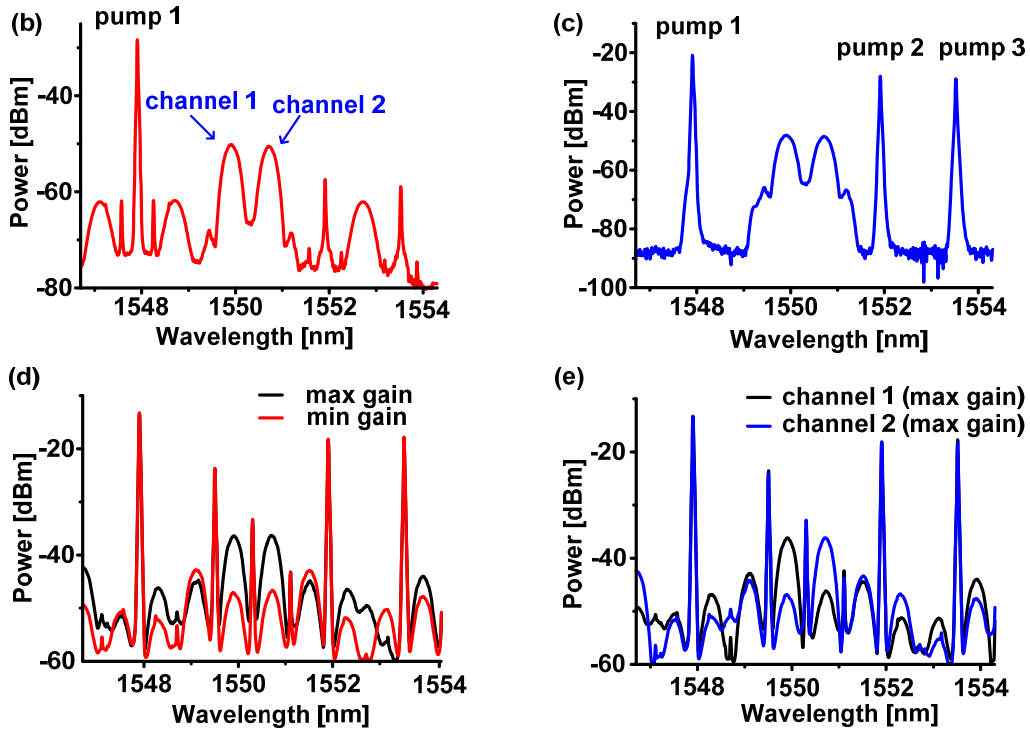 (b)
pump 1
channel 1
channel 2
Power [dBm]
-40
-60
-80
1548 1550 1552 1554
Wavelength [nm]
(c)
pump 1
pump 2
pump 3
Power [dBm]
-20
-40
-60
-80
-100
1548 1550 1552 1554
Wavelength [nm]
(d)
max gain
min gain
Power [dBm]
-20
-40
-60
1548 1550 1552 1554
Wavelength [nm]
(e)
channel 1 (max gain)
channel 2 (max gain)
Power [dBm]
-20
-40
-60
1548 1550 1552 1554
Wavelength [nm]